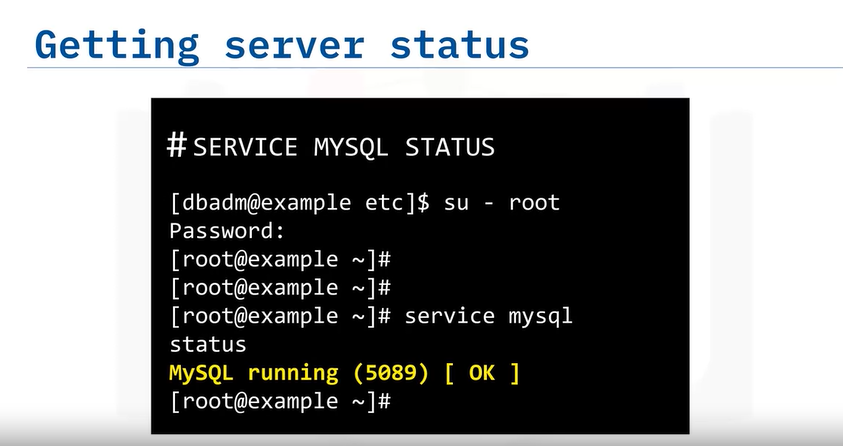 Getting server status
# SERVICE MYSQL STATUS
[dbadm@example etc]$ su - root
Password:
[root@example ~]#
[root@example ~]#
[root@example ~]# service mysql
status
MySQL running (5089) [ OK ]
[root@example ~]#